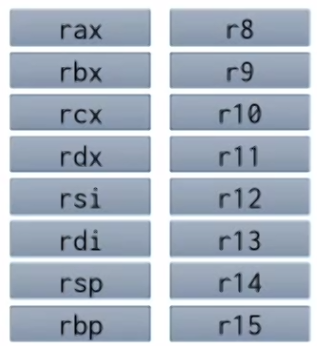 rax r8
rbx r9
rcx r10
rdx r11
rsi r12
rdi r13
rsp r14
rbp r15